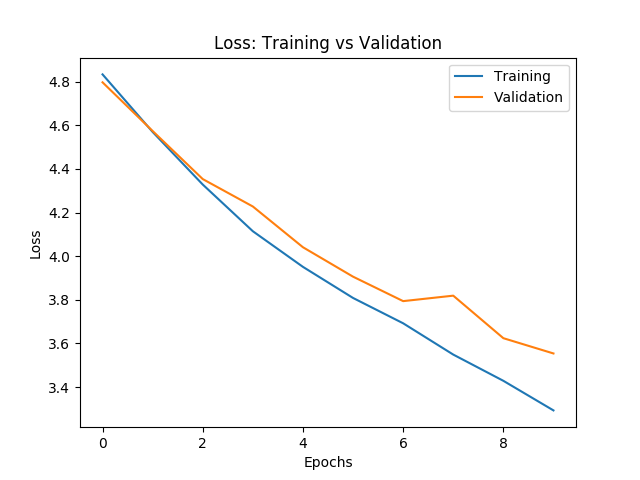 Loss: Training vs Validation
Training
Validation
4.8
4.6
4.4
4.2
4.0
3.8
3.6
3.4
Loss
0 2 4 6 8
Epochs